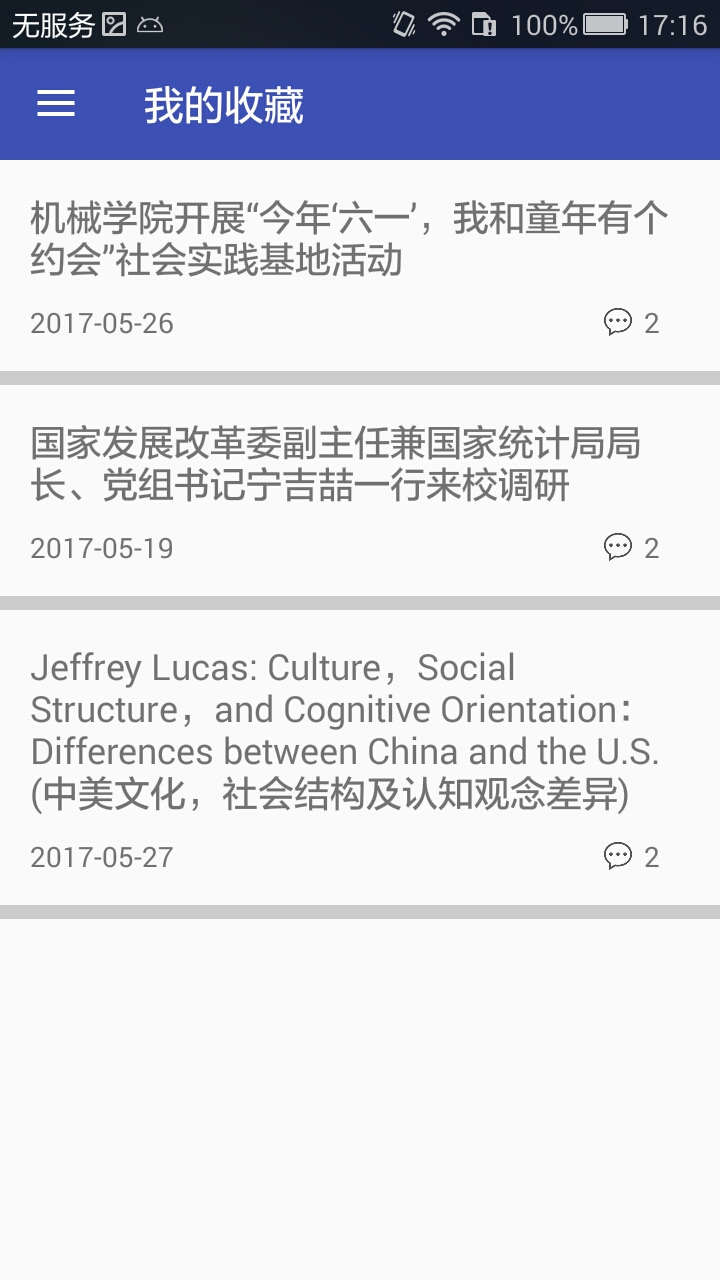 无服务 100% 17:16
我的收藏
机械学院开展“今年‘六一’，我和童年有个
约会”社会实践基地活动
2017-05-26 2
国家发展改革委副主任兼国家统计局局
长、党组书记宁吉喆一行来校调研
2017-05-19 2
Jeffrey Lucas: Culture，Social
Structure，and Cognitive Orientation：
Differences between China and the U.S.
(中美文化，社会结构及认知观念差异)
2017-05-27 2